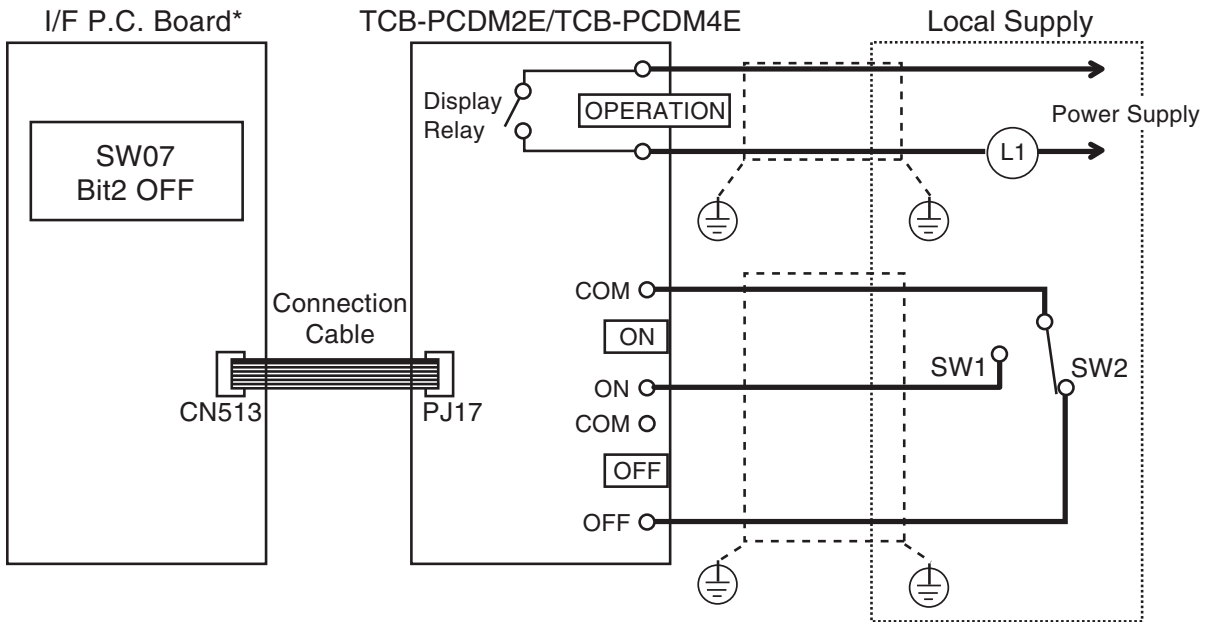 I/F P.C. Board*
TCB-PCDM2E/TCB-PCDM4E
Local Supply
SW07
Bit2 OFF
Display
Relay
OPERATION
Power Supply
L1
Connection
Cable
CN513
PJ17
COM
ON
ON
COM
OFF
OFF
SW1
SW2